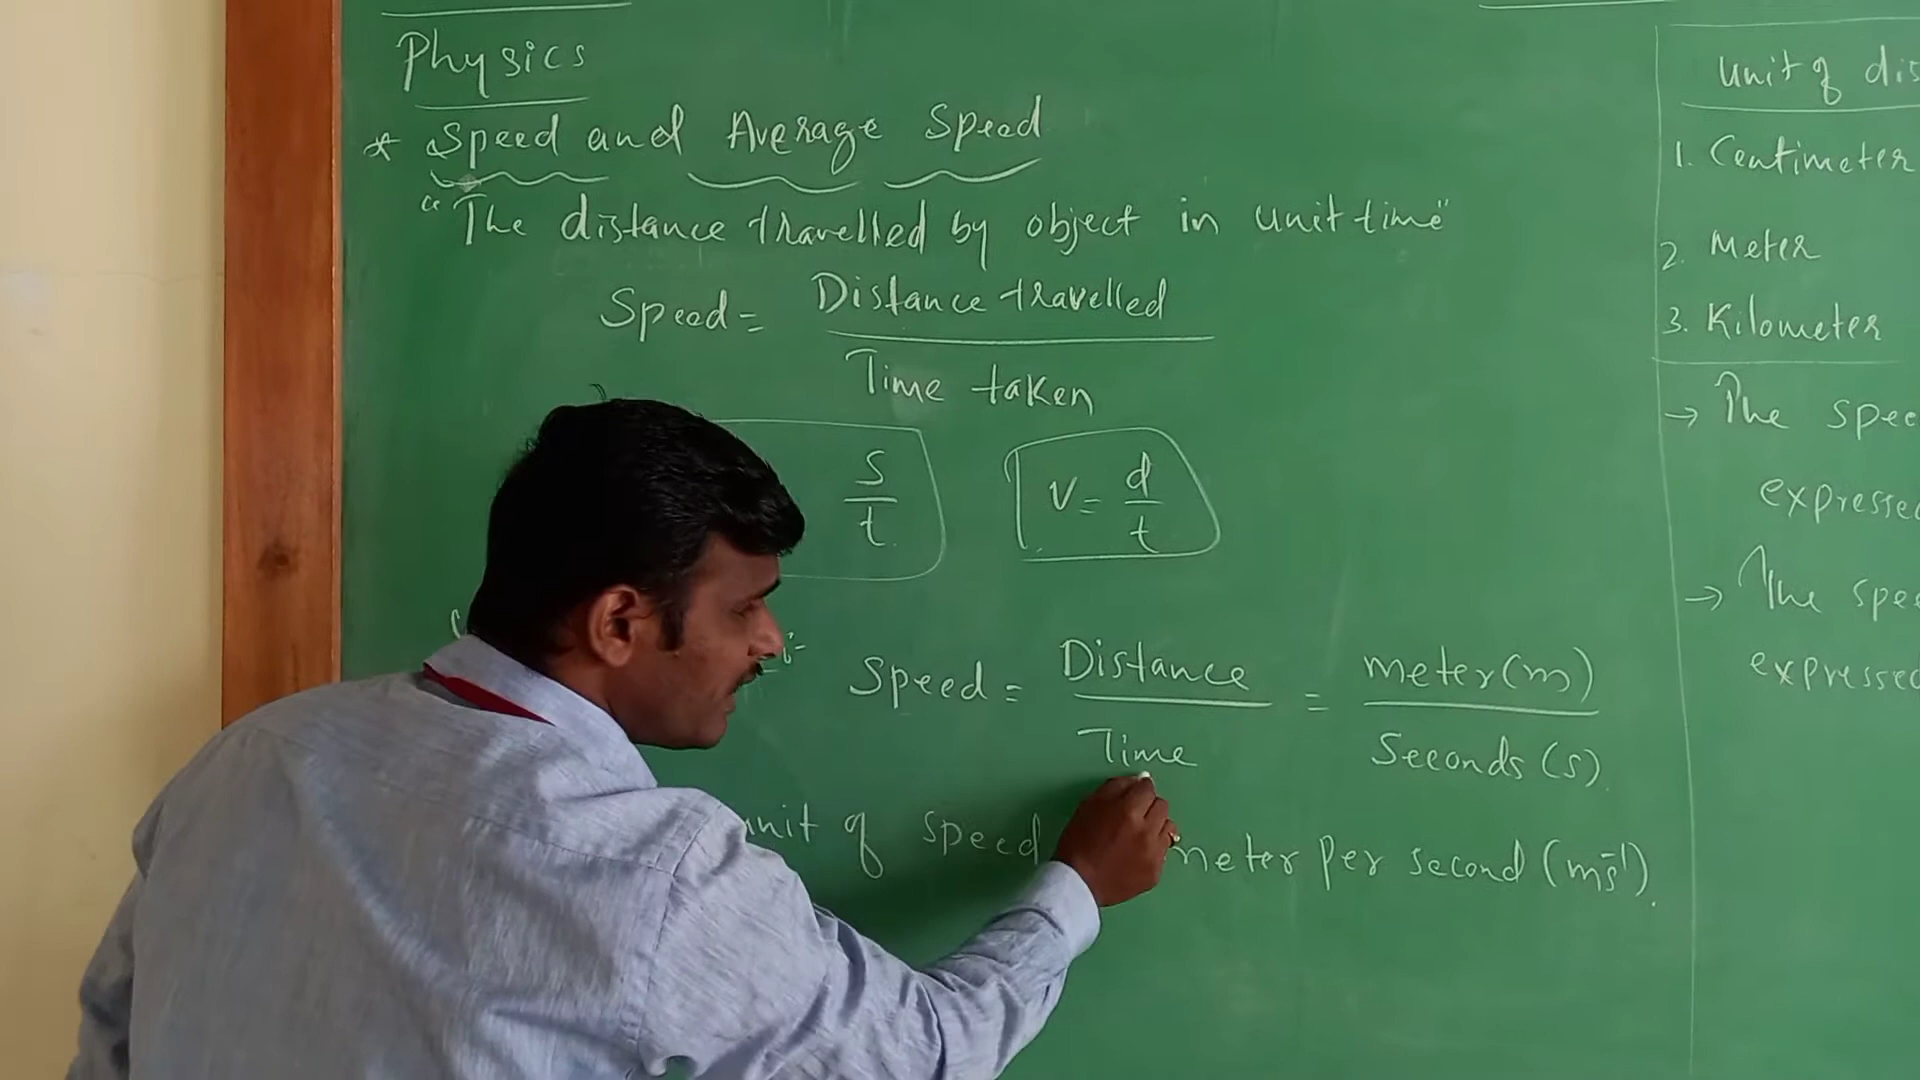 Physics
* Speed and Average Speed
"The distance travelled by object in unit time"
Speed = Distance travelled
Time taken
s
t
v = d
t
Speed = Distance = meter (m)
Time Seconds (s).
unit of speed meter per second (ms⁻¹).
Unit of dis
1. Centimeter
2. Meter
3. Kilometer
→ The spee
expressed
→ The spee
expressed